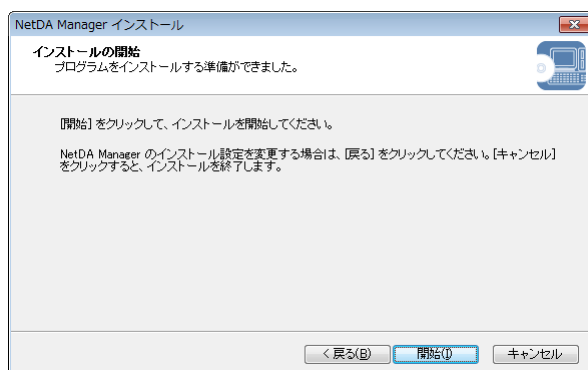 NetDA Manager インストール
インストールの開始
プログラムをインストールする準備ができました。
[開始] をクリックして、インストールを開始してください。
NetDA Manager のインストール設定を変更する場合は、[戻る] をクリックしてください。[キャンセル]
をクリックすると、インストールを終了します。
< 戻る(B) 開始(I) キャンセル